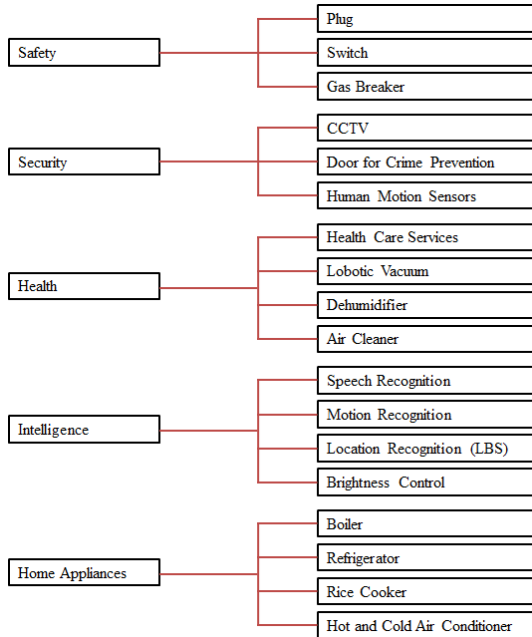 Safety
Plug
Switch
Gas Breaker
Security
CCTV
Door for Crime Prevention
Human Motion Sensors
Health
Health Care Services
Lobotic Vacuum
Dehumidifier
Air Cleaner
Intelligence
Speech Recognition
Motion Recognition
Location Recognition (LBS)
Brightness Control
Home Appliances
Boiler
Refrigerator
Rice Cooker
Hot and Cold Air Conditioner